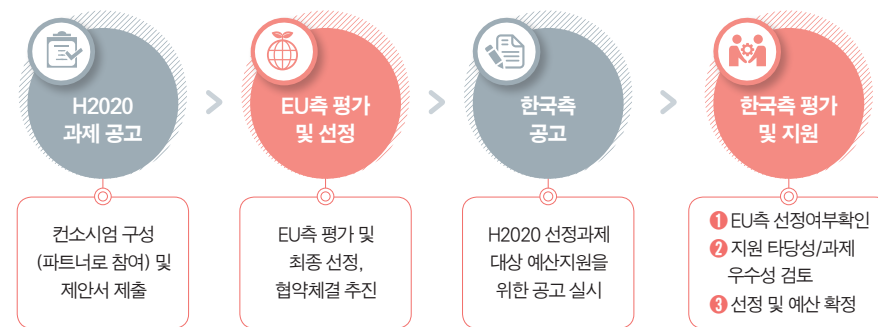 H2020
과제 공고
>
EU측 평가
및 선정
>
한국측
공고
>
한국측 평가
및 지원
컨소시엄 구성
(파트너로 참여) 및
제안서 제출
EU측 평가 및
최종 선정,
협약체결 추진
H2020 선정과제
대상 예산지원을
위한 공고 실시
❶ EU측 선정여부확인
❷ 지원 타당성/과제
우수성 검토
❸ 선정 및 예산 확정